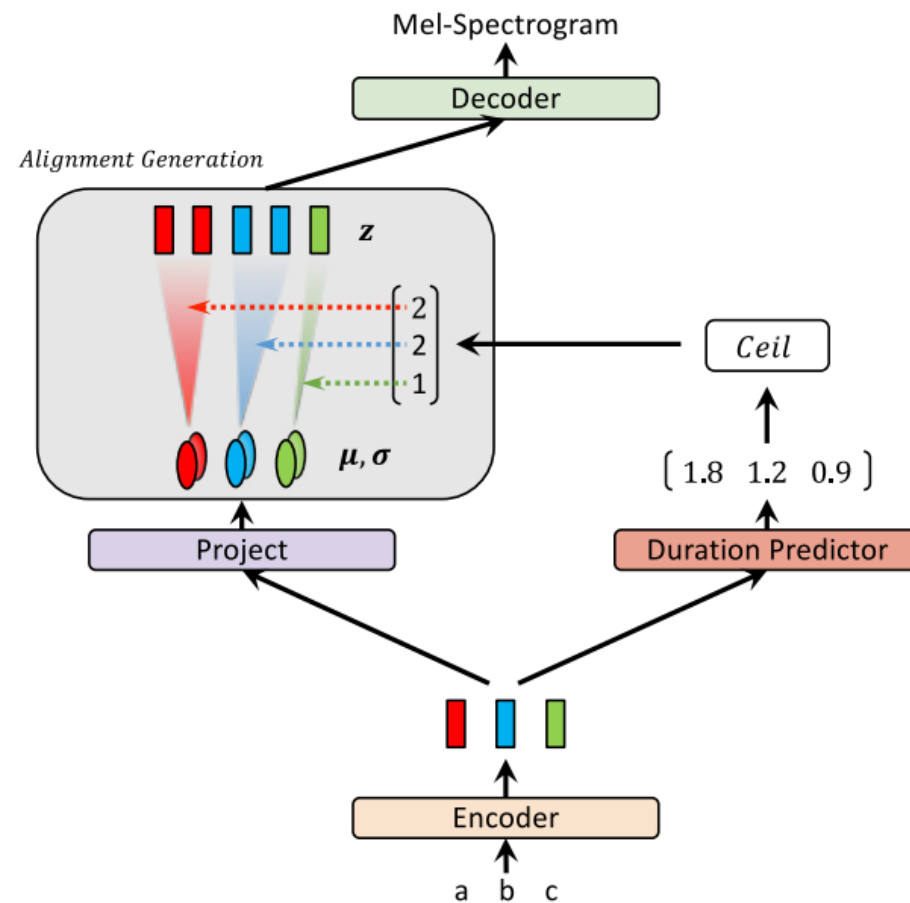 Mel-Spectrogram
Decoder
Alignment Generation
z
2
2
1
Ceil
μ, σ
[ 1.8 1.2 0.9 ]
Project
Duration Predictor
Encoder
a b c